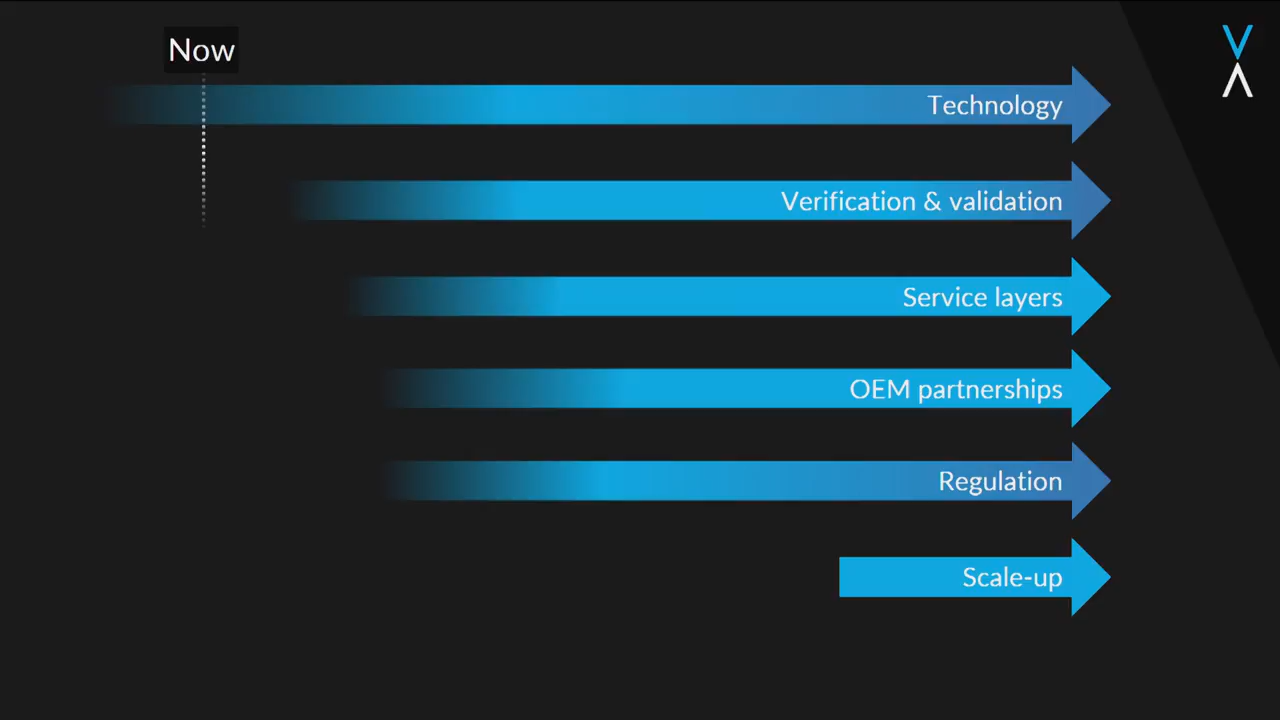 Now
Technology
Verification & validation
Service layers
OEM partnerships
Regulation
Scale-up